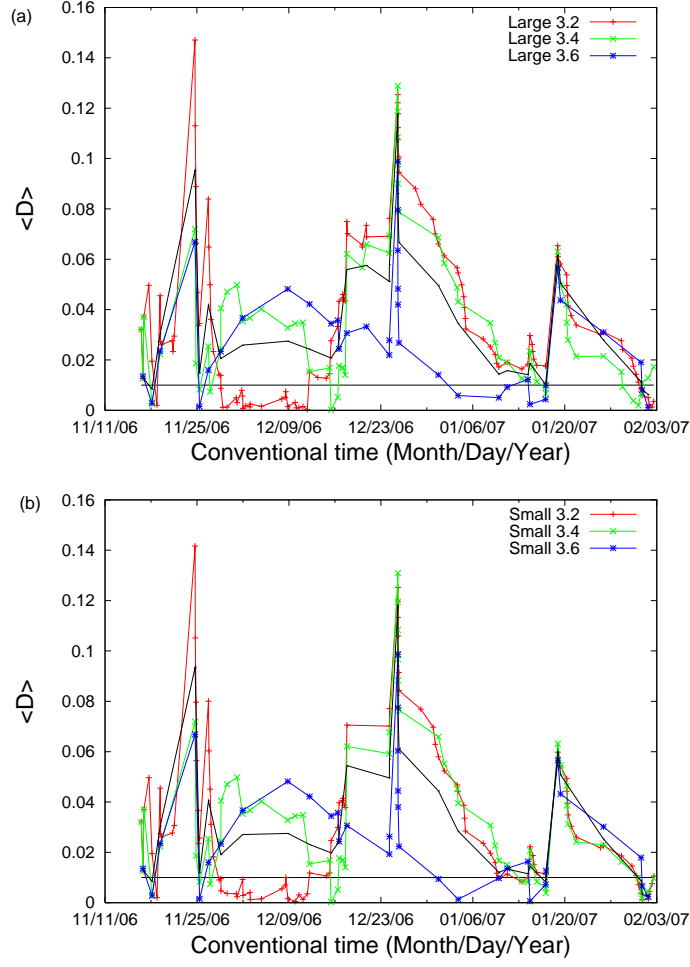 (a)
0.16
0.14
0.12
0.1
0.08
0.06
0.04
0.02
0
<D>
Large 3.2
Large 3.4
Large 3.6
11/11/06 11/25/06 12/09/06 12/23/06 01/06/07 01/20/07 02/03/07
Conventional time (Month/Day/Year)
(b)
0.16
0.14
0.12
0.1
0.08
0.06
0.04
0.02
0
<D>
Small 3.2
Small 3.4
Small 3.6
11/11/06 11/25/06 12/09/06 12/23/06 01/06/07 01/20/07 02/03/07
Conventional time (Month/Day/Year)